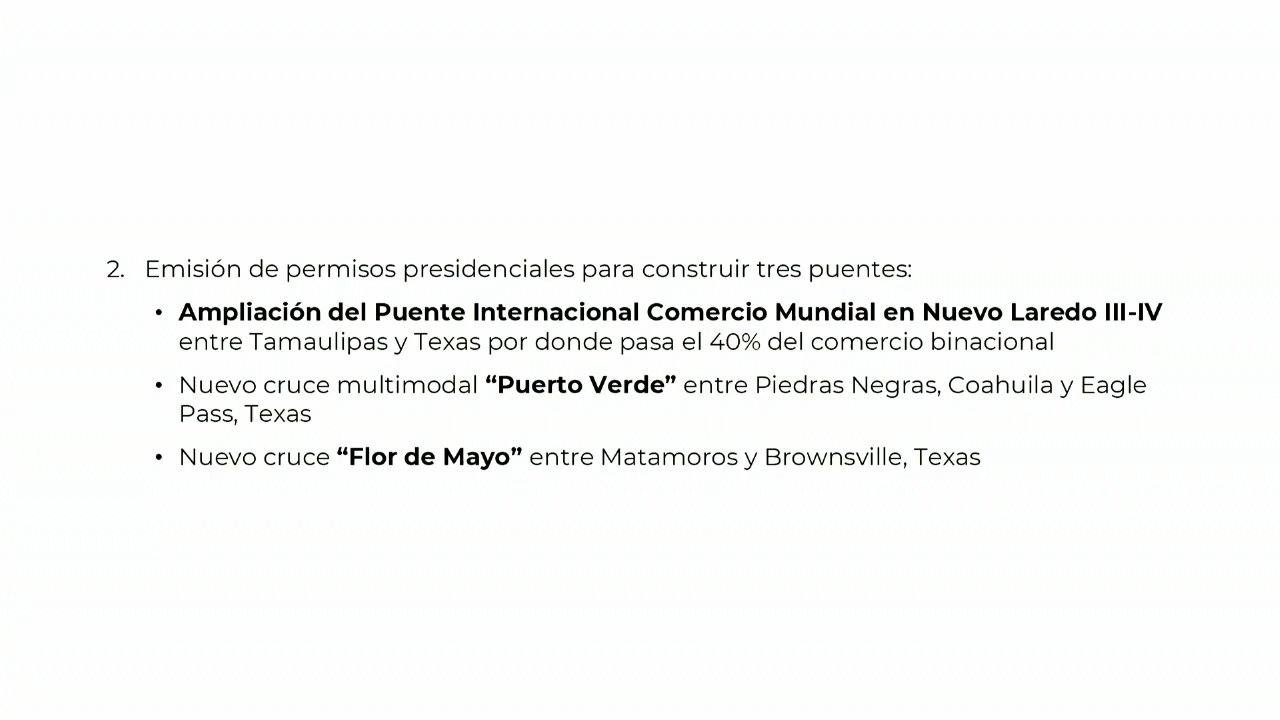 2. Emisión de permisos presidenciales para construir tres puentes:
• Ampliación del Puente Internacional Comercio Mundial en Nuevo Laredo III-IV
entre Tamaulipas y Texas por donde pasa el 40% del comercio binacional
• Nuevo cruce multimodal “Puerto Verde” entre Piedras Negras, Coahuila y Eagle
Pass, Texas
• Nuevo cruce “Flor de Mayo” entre Matamoros y Brownsville, Texas